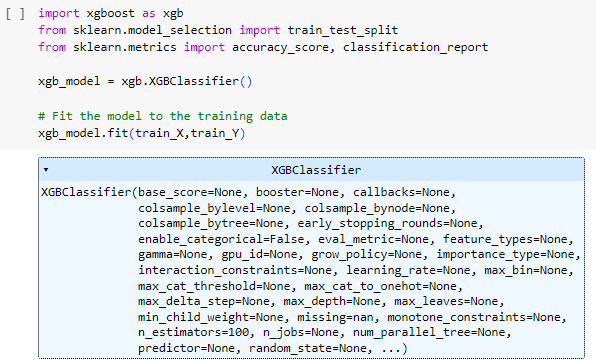 [ ] import xgboost as xgb
from sklearn.model_selection import train_test_split
from sklearn.metrics import accuracy_score, classification_report
xgb_model = xgb.XGBClassifier()
# Fit the model to the training data
xgb_model.fit(train_X,train_Y)
▾ XGBClassifier
XGBClassifier(base_score=None, booster=None, callbacks=None,
colsample_bylevel=None, colsample_bynode=None,
colsample_bytree=None, early_stopping_rounds=None,
enable_categorical=False, eval_metric=None, feature_types=None,
gamma=None, gpu_id=None, grow_policy=None, importance_type=None,
interaction_constraints=None, learning_rate=None, max_bin=None,
max_cat_threshold=None, max_cat_to_onehot=None,
max_delta_step=None, max_depth=None, max_leaves=None,
min_child_weight=None, missing=nan, monotone_constraints=None,
n_estimators=100, n_jobs=None, num_parallel_tree=None,
predictor=None, random_state=None, ...)